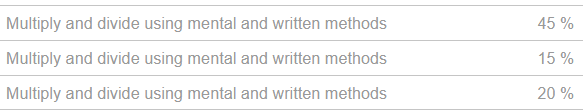 Multiply and divide using mental and written methods 45 %
Multiply and divide using mental and written methods 15 %
Multiply and divide using mental and written methods 20 %